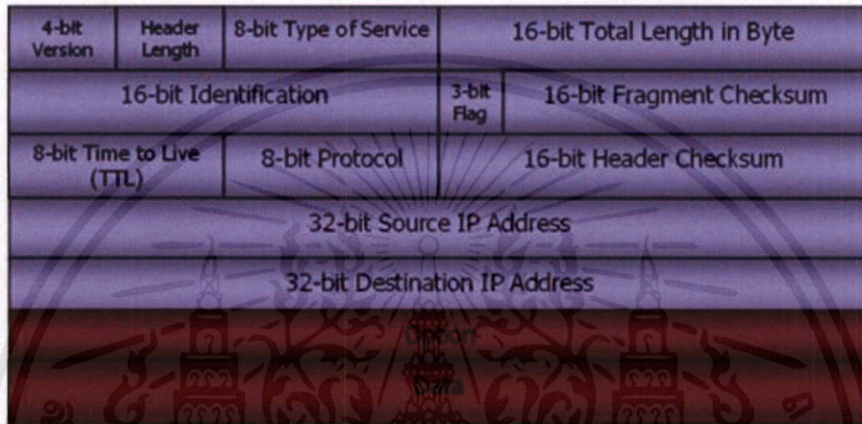 4-bit Version
Header Length
8-bit Type of Service
16-bit Total Length in Byte
16-bit Identification
3-bit Flag
16-bit Fragment Checksum
8-bit Time to Live (TTL)
8-bit Protocol
16-bit Header Checksum
32-bit Source IP Address
32-bit Destination IP Address
Option
Data